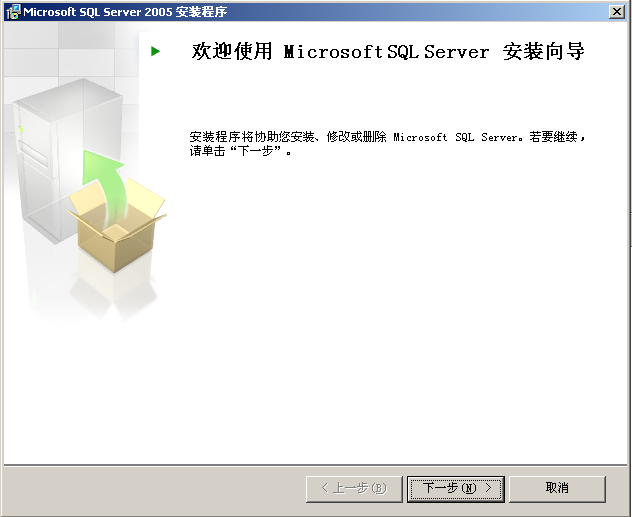 Microsoft SQL Server 2005 安装程序
欢迎使用 Microsoft SQL Server 安装向导
安装程序将协助您安装、修改或删除 Microsoft SQL Server。若要继续，
请单击“下一步”。
< 上一步(B)
下一步(N) >
取消